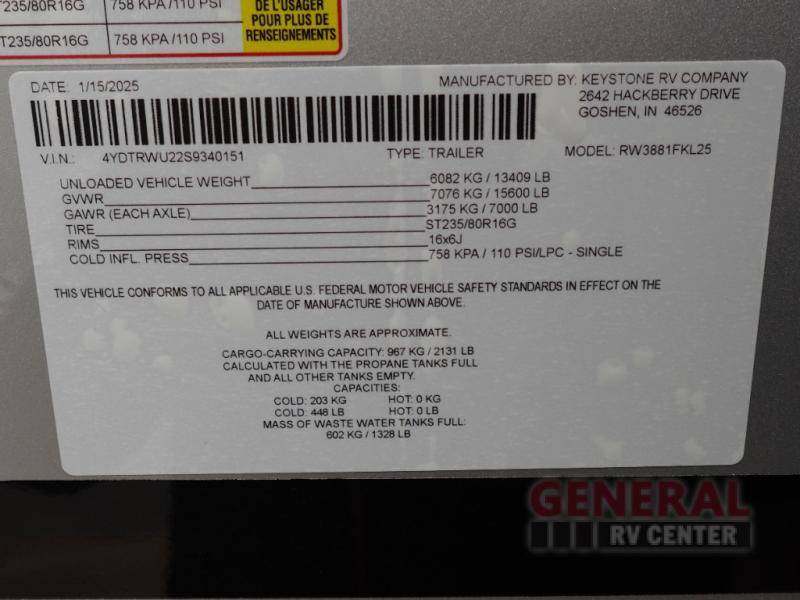 T235/80R16G 758 KPA /110 PSI
T235/80R16G 758 KPA /110 PSI
DE L'USAGER
POUR PLUS DE
RENSEIGNEMENTS
DATE: 1/15/2025
MANUFACTURED BY: KEYSTONE RV COMPANY
2642 HACKBERRY DRIVE
GOSHEN, IN 46526
V.I.N.: 4YDTRWU22S9340151 TYPE: TRAILER MODEL: RW3881FKL25
UNLOADED VEHICLE WEIGHT 6082 KG / 13409 LB
GVWR 7076 KG / 15600 LB
GAWR (EACH AXLE) 3175 KG / 7000 LB
TIRE ST235/80R16G
RIMS 16x6J
COLD INFL. PRESS 758 KPA / 110 PSI/LPC - SINGLE
THIS VEHICLE CONFORMS TO ALL APPLICABLE U.S. FEDERAL MOTOR VEHICLE SAFETY STANDARDS IN EFFECT ON THE
DATE OF MANUFACTURE SHOWN ABOVE.
ALL WEIGHTS ARE APPROXIMATE.
CARGO-CARRYING CAPACITY: 967 KG / 2131 LB
CALCULATED WITH THE PROPANE TANKS FULL
AND ALL OTHER TANKS EMPTY.
CAPACITIES:
COLD: 203 KG HOT: 0 KG
COLD: 448 LB HOT: 0 LB
MASS OF WASTE WATER TANKS FULL:
602 KG / 1328 LB
GENERAL
RV CENTER